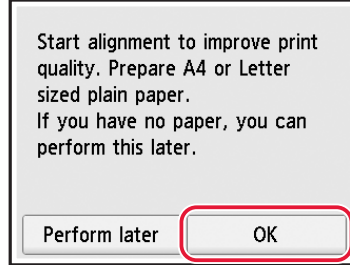 Start alignment to improve print
quality. Prepare A4 or Letter
sized plain paper.
If you have no paper, you can
perform this later.
Perform later
OK